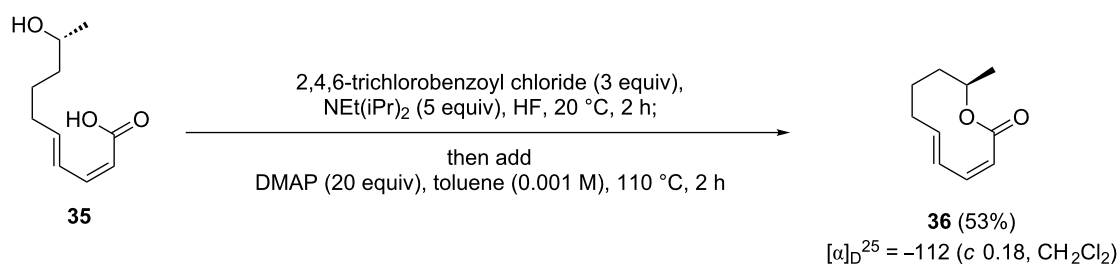 HO
HO
O
35
2,4,6-trichlorobenzoyl chloride (3 equiv),
NEt(iPr)₂ (5 equiv), HF, 20 °C, 2 h;
then add
DMAP (20 equiv), toluene (0.001 M), 110 °C, 2 h
O
O
36 (53%)
[α]D²⁵ = –112 (c 0.18, CH₂Cl₂)